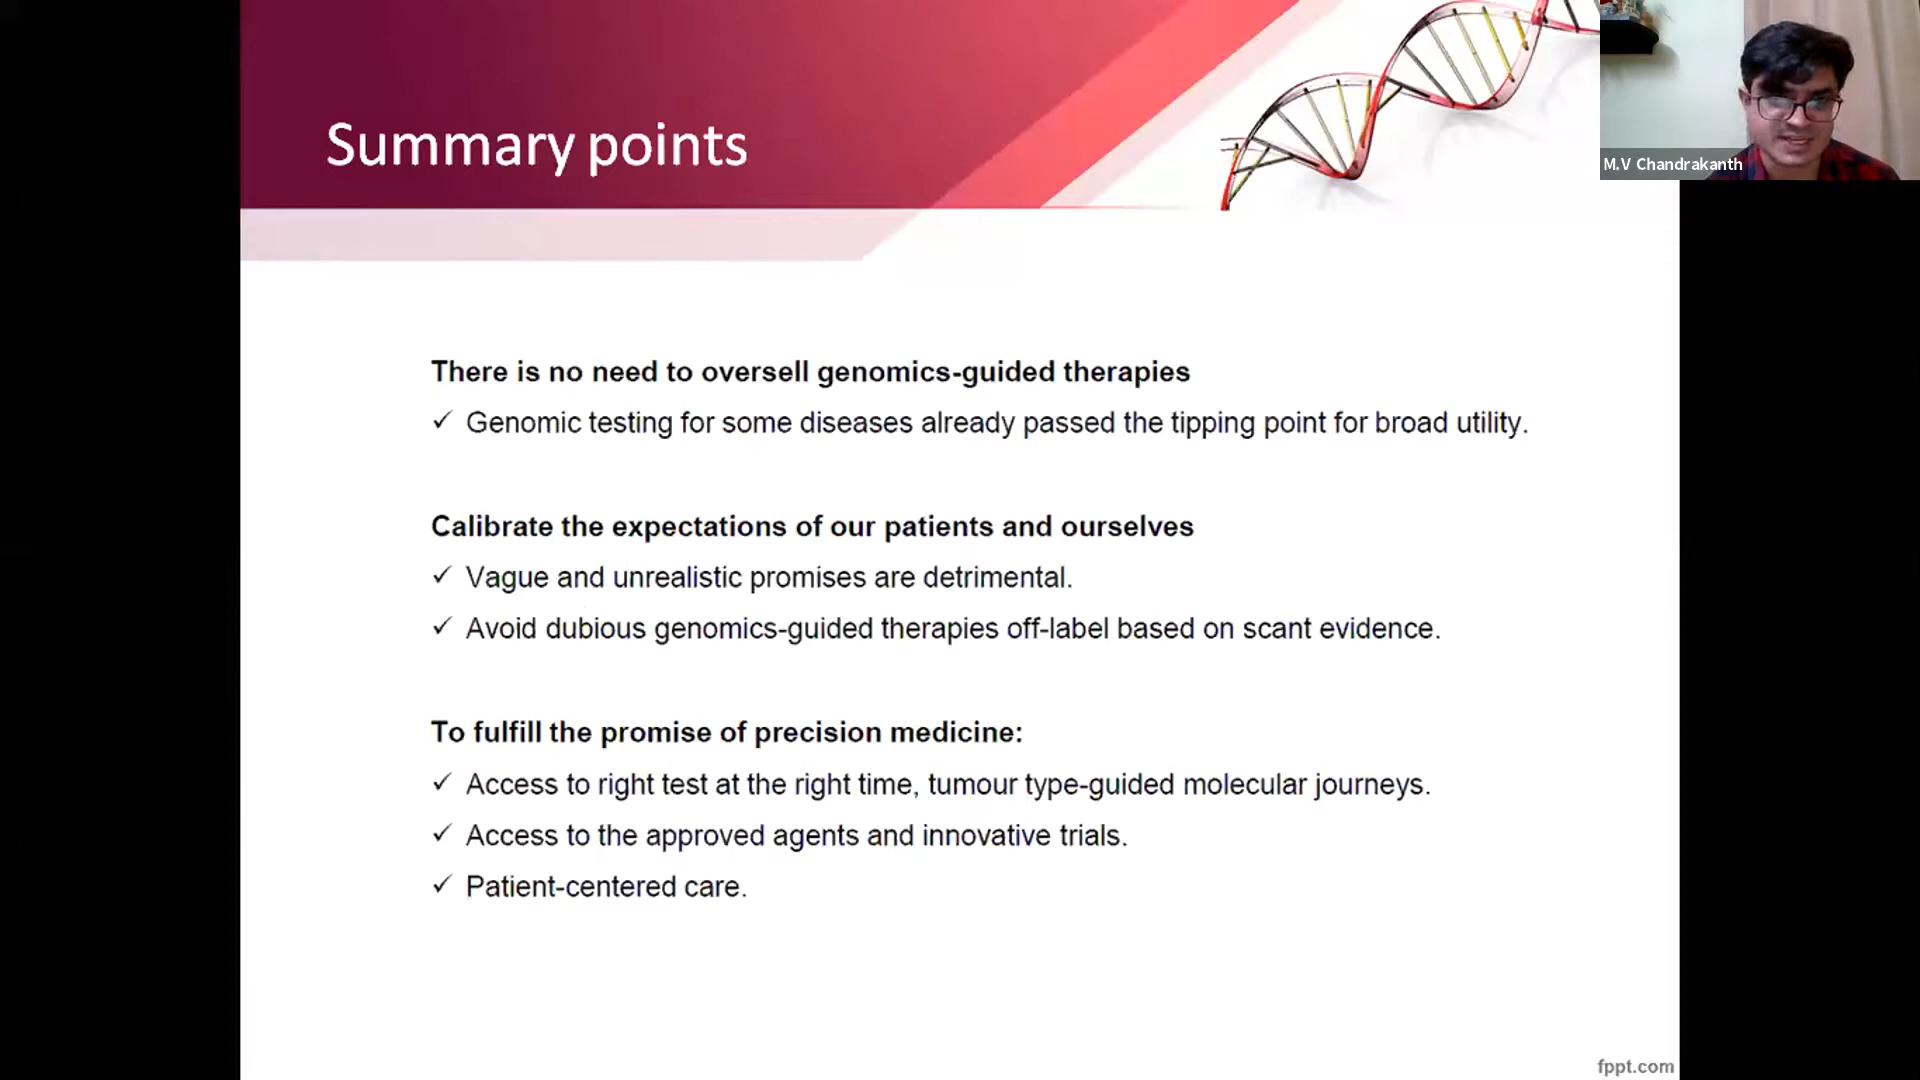 Summary points
M.V Chandrakanth
There is no need to oversell genomics-guided therapies
✓ Genomic testing for some diseases already passed the tipping point for broad utility.
Calibrate the expectations of our patients and ourselves
✓ Vague and unrealistic promises are detrimental.
✓ Avoid dubious genomics-guided therapies off-label based on scant evidence.
To fulfill the promise of precision medicine:
✓ Access to right test at the right time, tumour type-guided molecular journeys.
✓ Access to the approved agents and innovative trials.
✓ Patient-centered care.
fppt.com